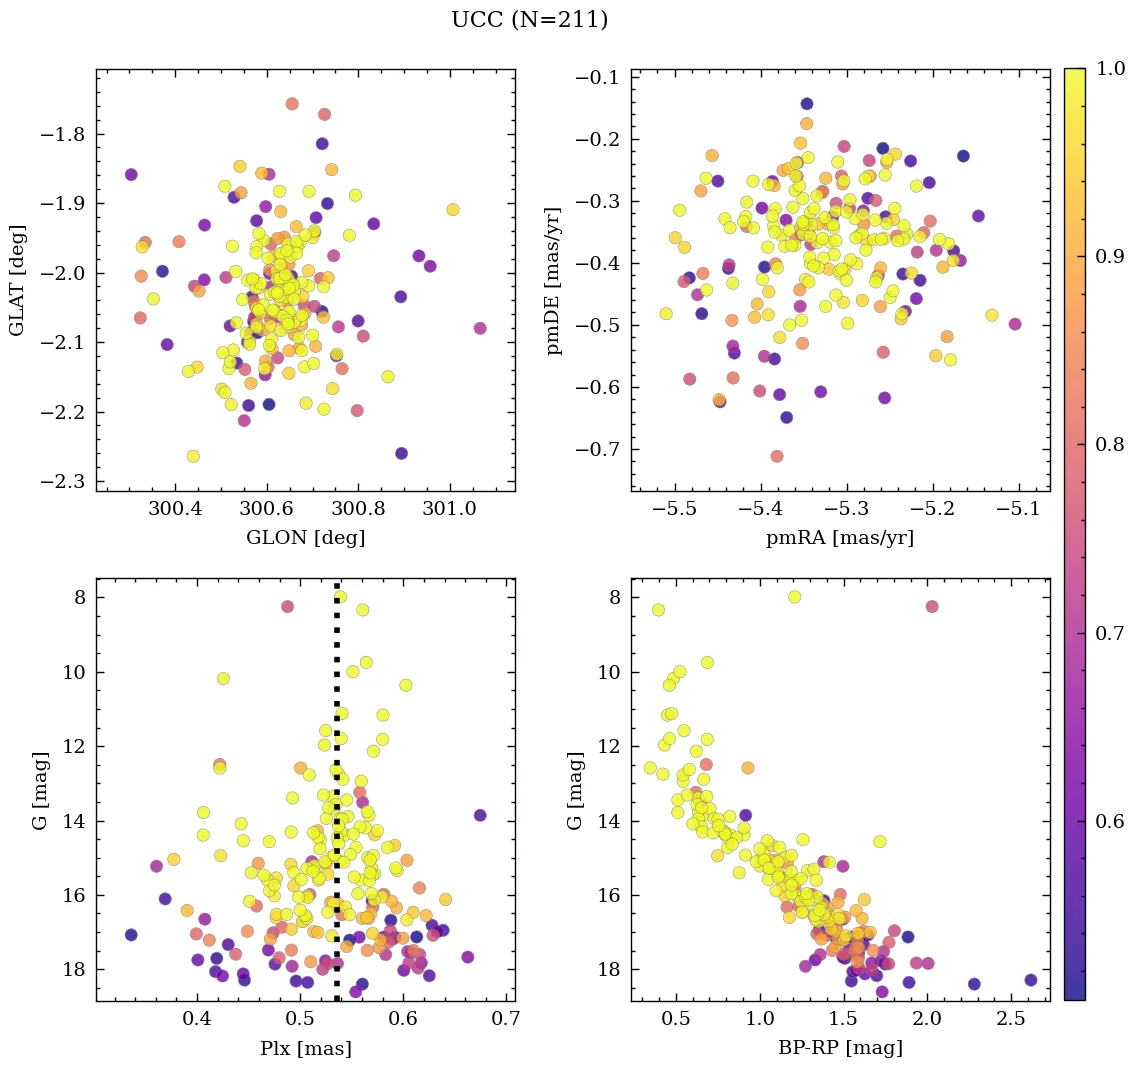 UCC (N=211)
−1.8
−1.9
−2.0
−2.1
−2.2
−2.3
GLAT [deg]
300.4 300.6 300.8 301.0
GLON [deg]
−0.1
−0.2
−0.3
−0.4
−0.5
−0.6
−0.7
pmDE [mas/yr]
−5.5 −5.4 −5.3 −5.2 −5.1
pmRA [mas/yr]
1.0
0.9
0.8
0.7
0.6
8
10
12
14
16
18
G [mag]
0.4 0.5 0.6 0.7
Plx [mas]
8
10
12
14
16
18
G [mag]
0.5 1.0 1.5 2.0 2.5
BP-RP [mag]